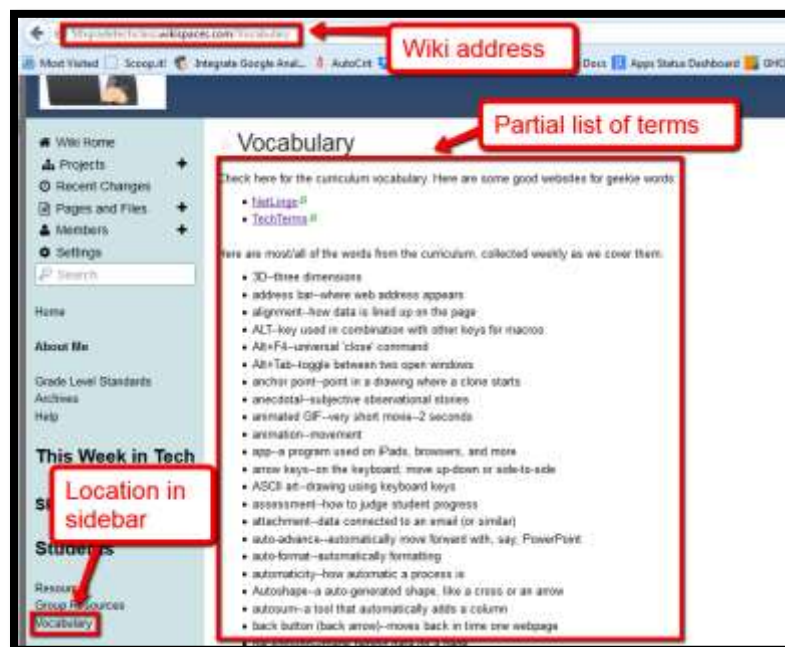 wikispaces.com/Vocabulary
Wiki address
Most Visited Scoop.it! Integrate Google Anal... AutoCrit Docs Apps Status Dashboard
Partial list of terms
Wiki Home
Projects +
Recent Changes
Pages and Files +
Members +
Settings
Search
Home
About Me
Grade Level Standards
Archives
Help
This Week in Tech
Location in
sidebar
Students
Group Resources
Vocabulary
Vocabulary
Check here for the curriculum vocabulary. Here are some good websites for geekie words:
• NetLingo
• TechTerms
Here are most/all of the words from the curriculum, collected weekly as we cover them:
• 3D--three dimensions
• address bar--where web address appears
• alignment--how data is lined up on the page
• ALT--key used in combination with other keys for macros
• Alt+F4--universal 'close' command
• Alt+Tab--toggle between two open windows
• anchor point--point in a drawing where a clone starts
• anecdotal--subjective observational stories
• animated GIF--very short movie--2 seconds
• animation--movement
• app--a program used on iPads, browsers, and more
• arrow keys--on the keyboard; move up-down or side-to-side
• ASCII art--drawing using keyboard keys
• assessment--how to judge student progress
• attachment--data connected to an email (or similar)
• auto-advance--automatically move forward with, say, PowerPoint
• auto-format--automatically formatting
• automaticity--how automatic a process is
• Autoshape--a auto-generated shape, like a cross or an arrow
• autosum--a tool that automatically adds a column
• back button (back arrow)--moves back in time one webpage